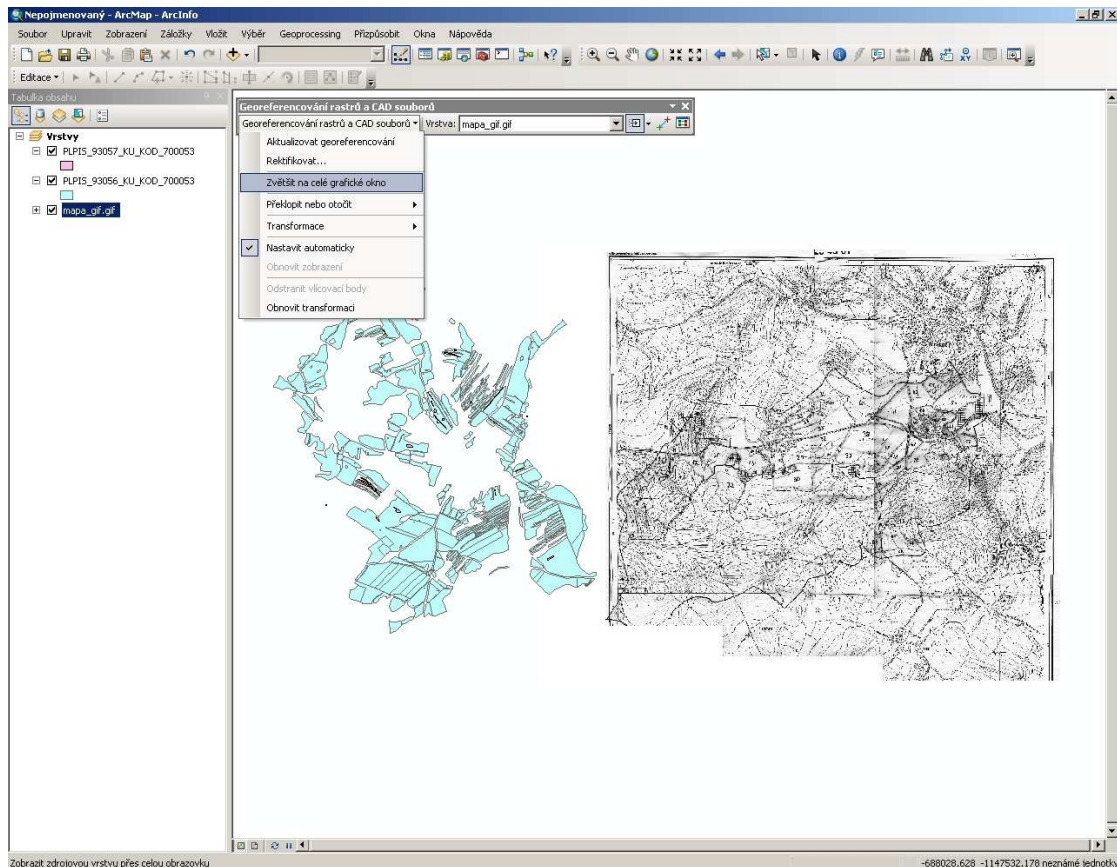 Nepojmenovaný - ArcMap - ArcInfo
Soubor Upravit Zobrazení Záložky Vložit Výběr Geoprocessing Přizpůsobit Okna Nápověda
Editace
Tabulka obsahu
Vrstvy
PLPIS_93057_KU_KOD_700053
PLPIS_93056_KU_KOD_700053
mapa_gif.gif
Georeferencování rastrů a CAD souborů
Georeferencování rastrů a CAD souborů Vrstva: mapa_gif.gif
Aktualizovat georeferencování
Rektifikovat...
Zvětšit na celé grafické okno
Překlopit nebo otočit
Transformace
Nastavit automaticky
Obnovit zobrazení
Odstranit vlícovací body
Obnovit transformaci
Zobrazit zdrojovou vrstvu přes celou obrazovku
-688028,628 -1147532,178 neznámé jednotky